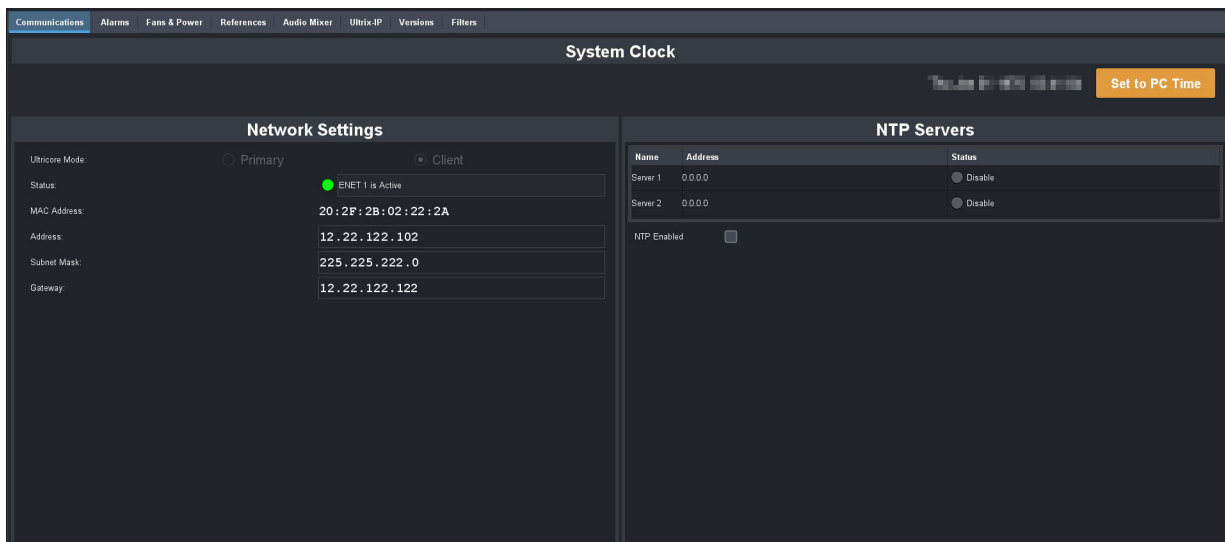 Communications Alarms Fans & Power References Audio Mixer Ultrix-IP Versions Filters
System Clock
Set to PC Time
Network Settings
Ultricore Mode: Primary Client
Status: ENET 1 is Active
MAC Address: 20:2F:2B:02:22:2A
Address: 12.22.122.102
Subnet Mask: 225.225.222.0
Gateway: 12.22.122.122
NTP Servers
Name Address Status
Server 1 0.0.0.0 Disable
Server 2 0.0.0.0 Disable
NTP Enabled